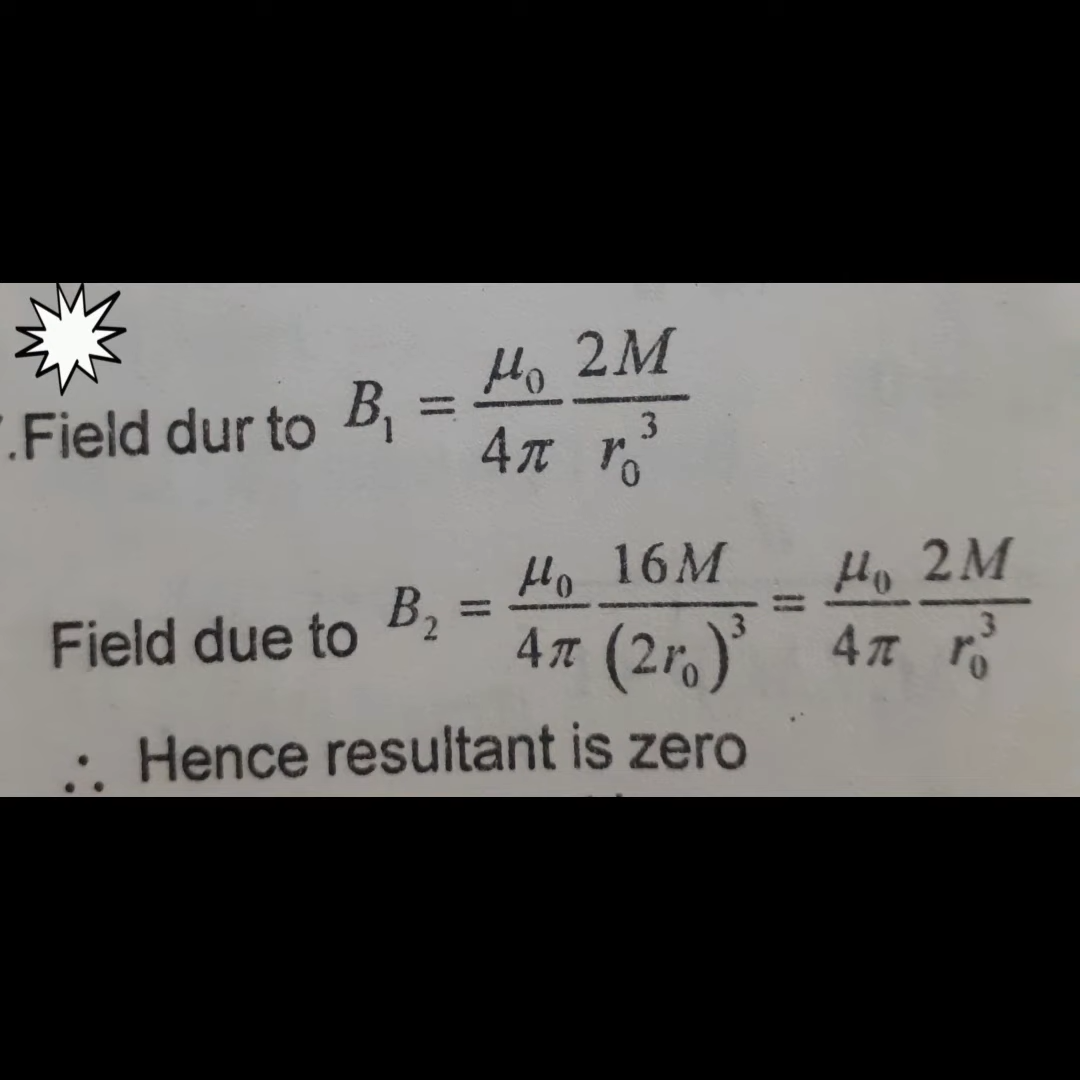 .Field dur to B₁ = μ₀/4π 2M/r₀³
Field due to B₂ = μ₀/4π 16M/(2r₀)³ = μ₀/4π 2M/r₀³
∴ Hence resultant is zero